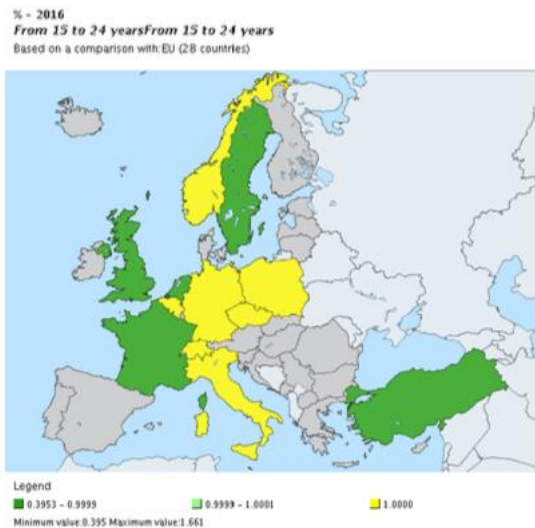 % - 2016
From 15 to 24 yearsFrom 15 to 24 years
Based on a comparison with:EU (28 countries)
Legend
0.3953 - 0.9999 0.9999 - 1.0001 1.0000
Minimum value:0.395 Maximum value:1.661